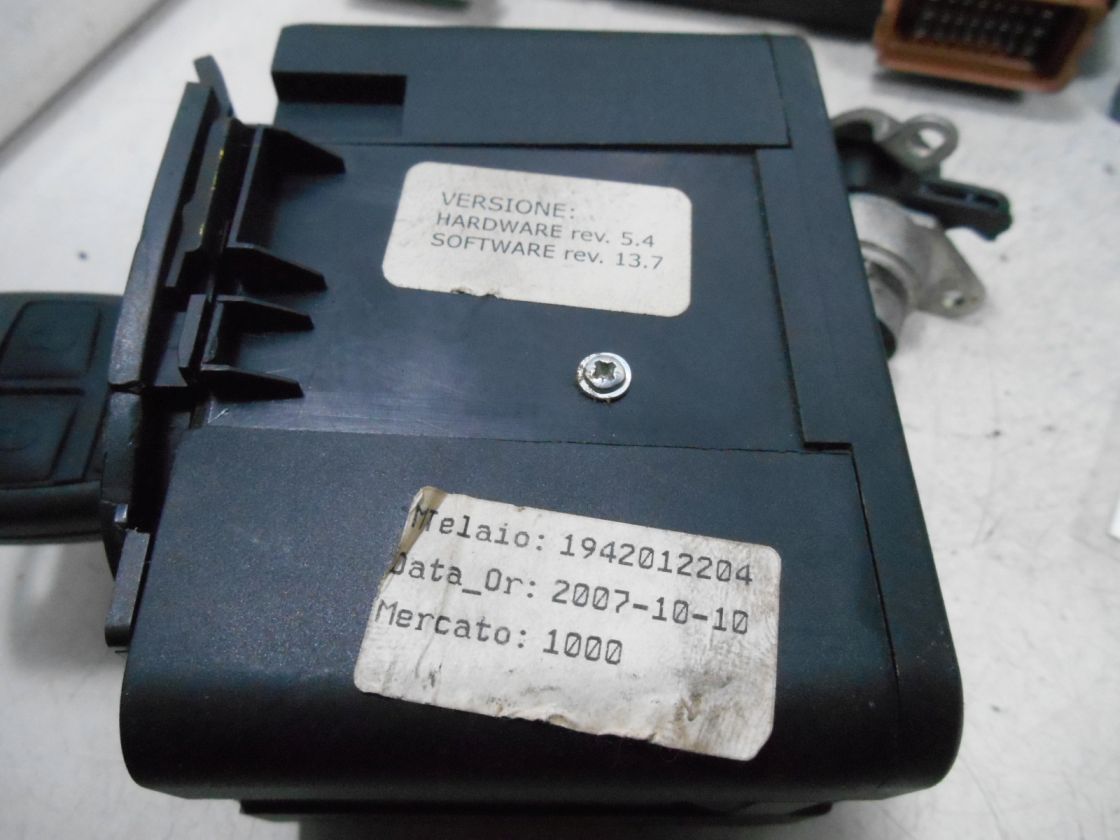 VERSIONE:
HARDWARE rev. 5.4
SOFTWARE rev. 13.7
Telaio: 1942012204
Data_Or: 2007-10-10
Mercato: 1000